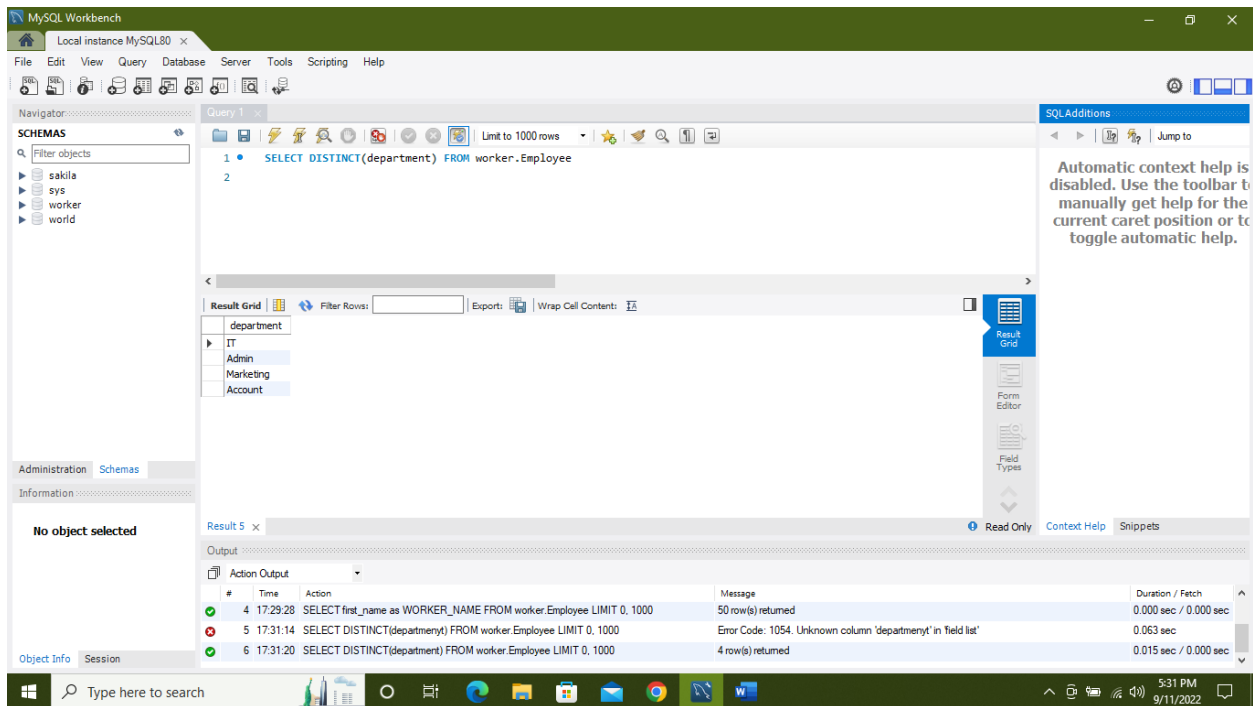 MySQL Workbench
Local instance MySQL80
File Edit View Query Database Server Tools Scripting Help
Navigator
SCHEMAS
Filter objects
sakila
sys
worker
world
Administration Schemas
Information
No object selected
Object Info Session
Query 1
Limit to 1000 rows
1 SELECT DISTINCT(department) FROM worker.Employee
2
Result Grid Filter Rows: Export: Wrap Cell Content:
department
IT
Admin
Marketing
Account
Result
Grid
Form
Editor
Field
Types
Result 5
Read Only
SQLAdditions
Jump to
Automatic context help is
disabled. Use the toolbar to
manually get help for the
current caret position or to
toggle automatic help.
Context Help Snippets
Output
Action Output
# Time Action Message Duration / Fetch
4 17:29:28 SELECT first_name as WORKER_NAME FROM worker.Employee LIMIT 0, 1000 50 row(s) returned 0.000 sec / 0.000 sec
5 17:31:14 SELECT DISTINCT(departmenyt) FROM worker.Employee LIMIT 0, 1000 Error Code: 1054. Unknown column 'departmenyt' in 'field list' 0.063 sec
6 17:31:20 SELECT DISTINCT(department) FROM worker.Employee LIMIT 0, 1000 4 row(s) returned 0.015 sec / 0.000 sec
Type here to search
5:31 PM
9/11/2022